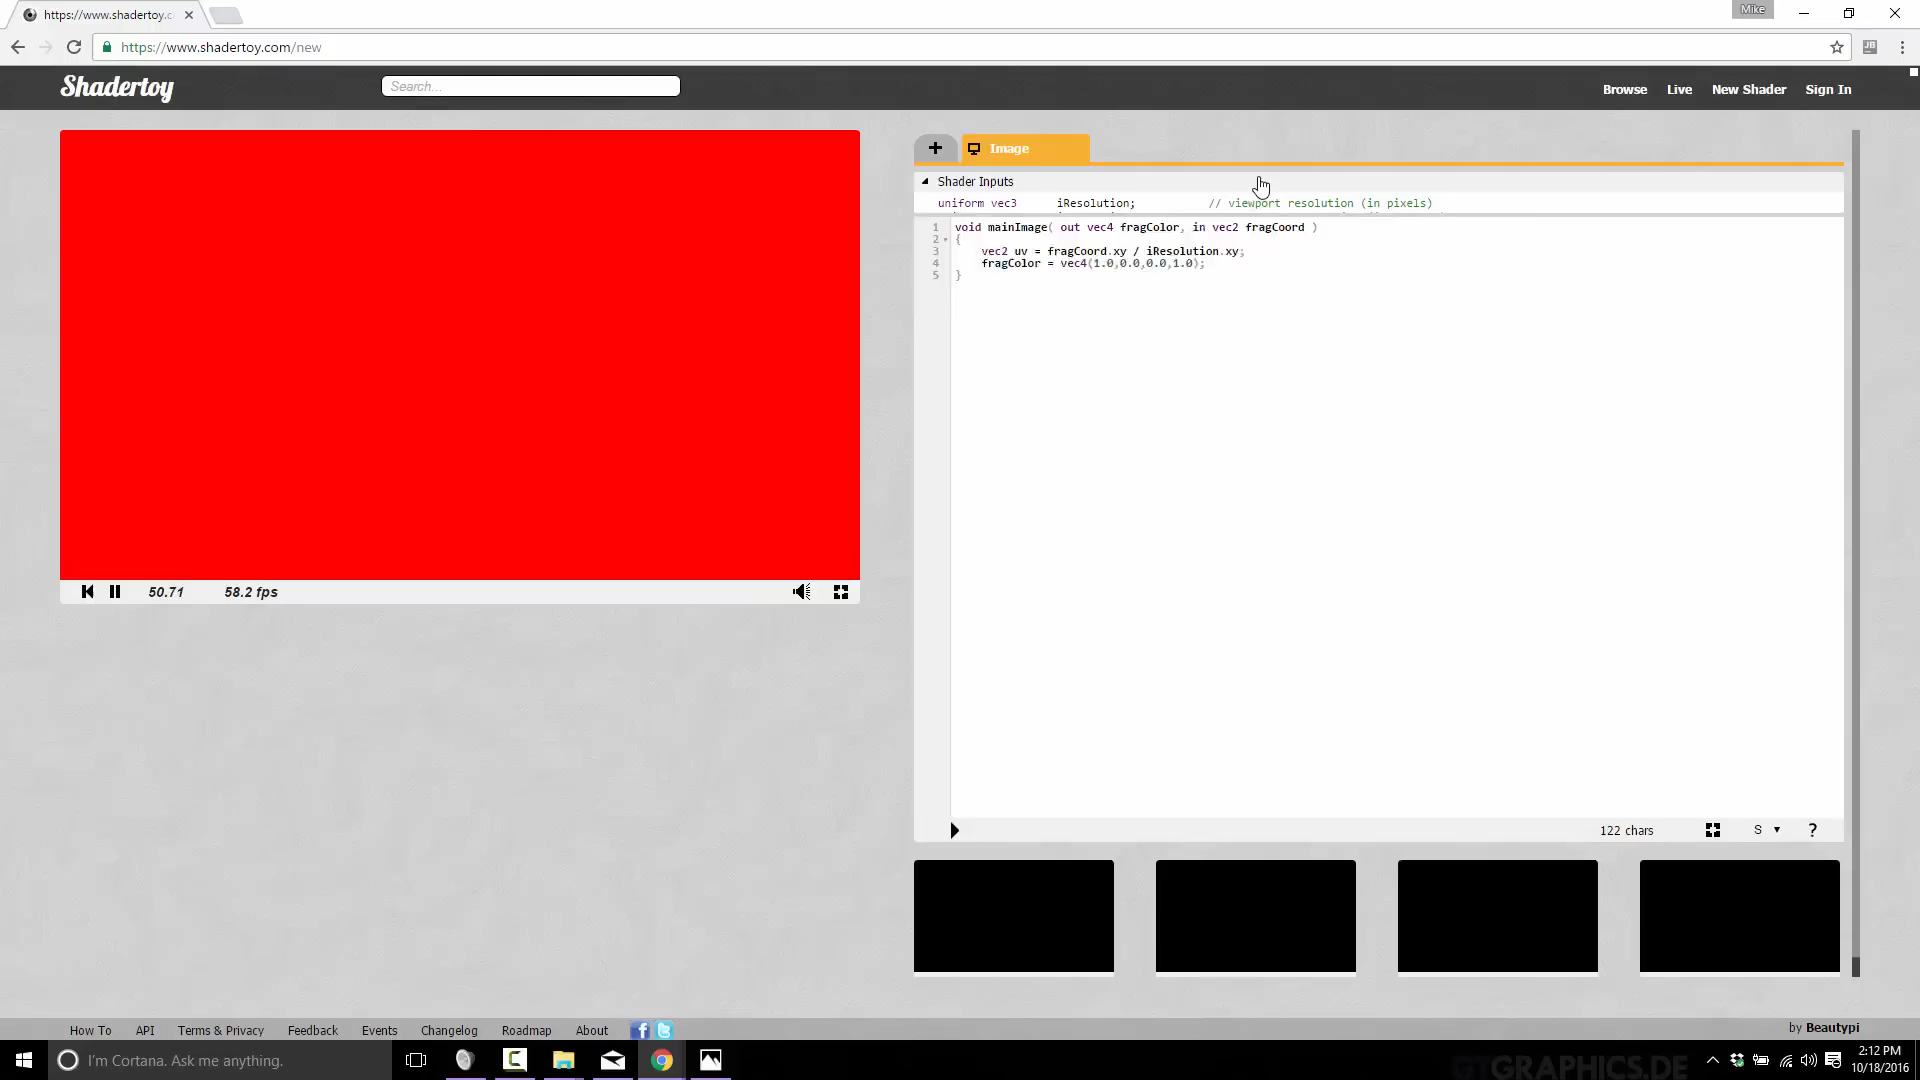 https://www.shadertoy.c
Mike
https://www.shadertoy.com/new
JB
Shadertoy
Search...
Browse
Live
New Shader
Sign In
+
Image
Shader Inputs
uniform vec3 iResolution; // viewport resolution (in pixels)
1 void mainImage( out vec4 fragColor, in vec2 fragCoord )
2 {
3 vec2 uv = fragCoord.xy / iResolution.xy;
4 fragColor = vec4(1.0,0.0,0.0,1.0);
5 }
50.71
58.2 fps
122 chars
S
?
How To
API
Terms & Privacy
Feedback
Events
Changelog
Roadmap
About
by Beautypi
I'm Cortana. Ask me anything.
GTGRAPHICS.DE
2:12 PM
10/18/2016